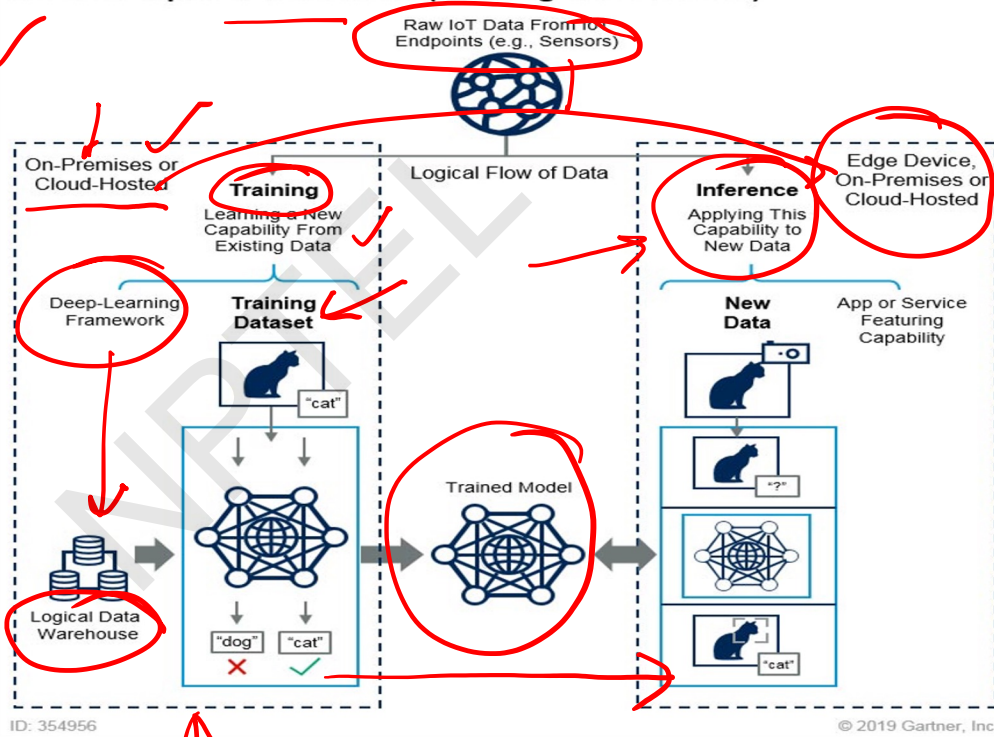 Raw IoT Data From IoT
Endpoints (e.g., Sensors)
On-Premises or
Cloud-Hosted
Training
Learning a New
Capability From
Existing Data
Logical Flow of Data
Inference
Applying This
Capability to
New Data
Edge Device,
On-Premises or
Cloud-Hosted
Deep-Learning
Framework
Training
Dataset
New
Data
App or Service
Featuring
Capability
"cat"
"?"
Trained Model
Logical Data
Warehouse
"dog"
"cat"
"cat"
NPTEL
ID: 354956
© 2019 Gartner, Inc